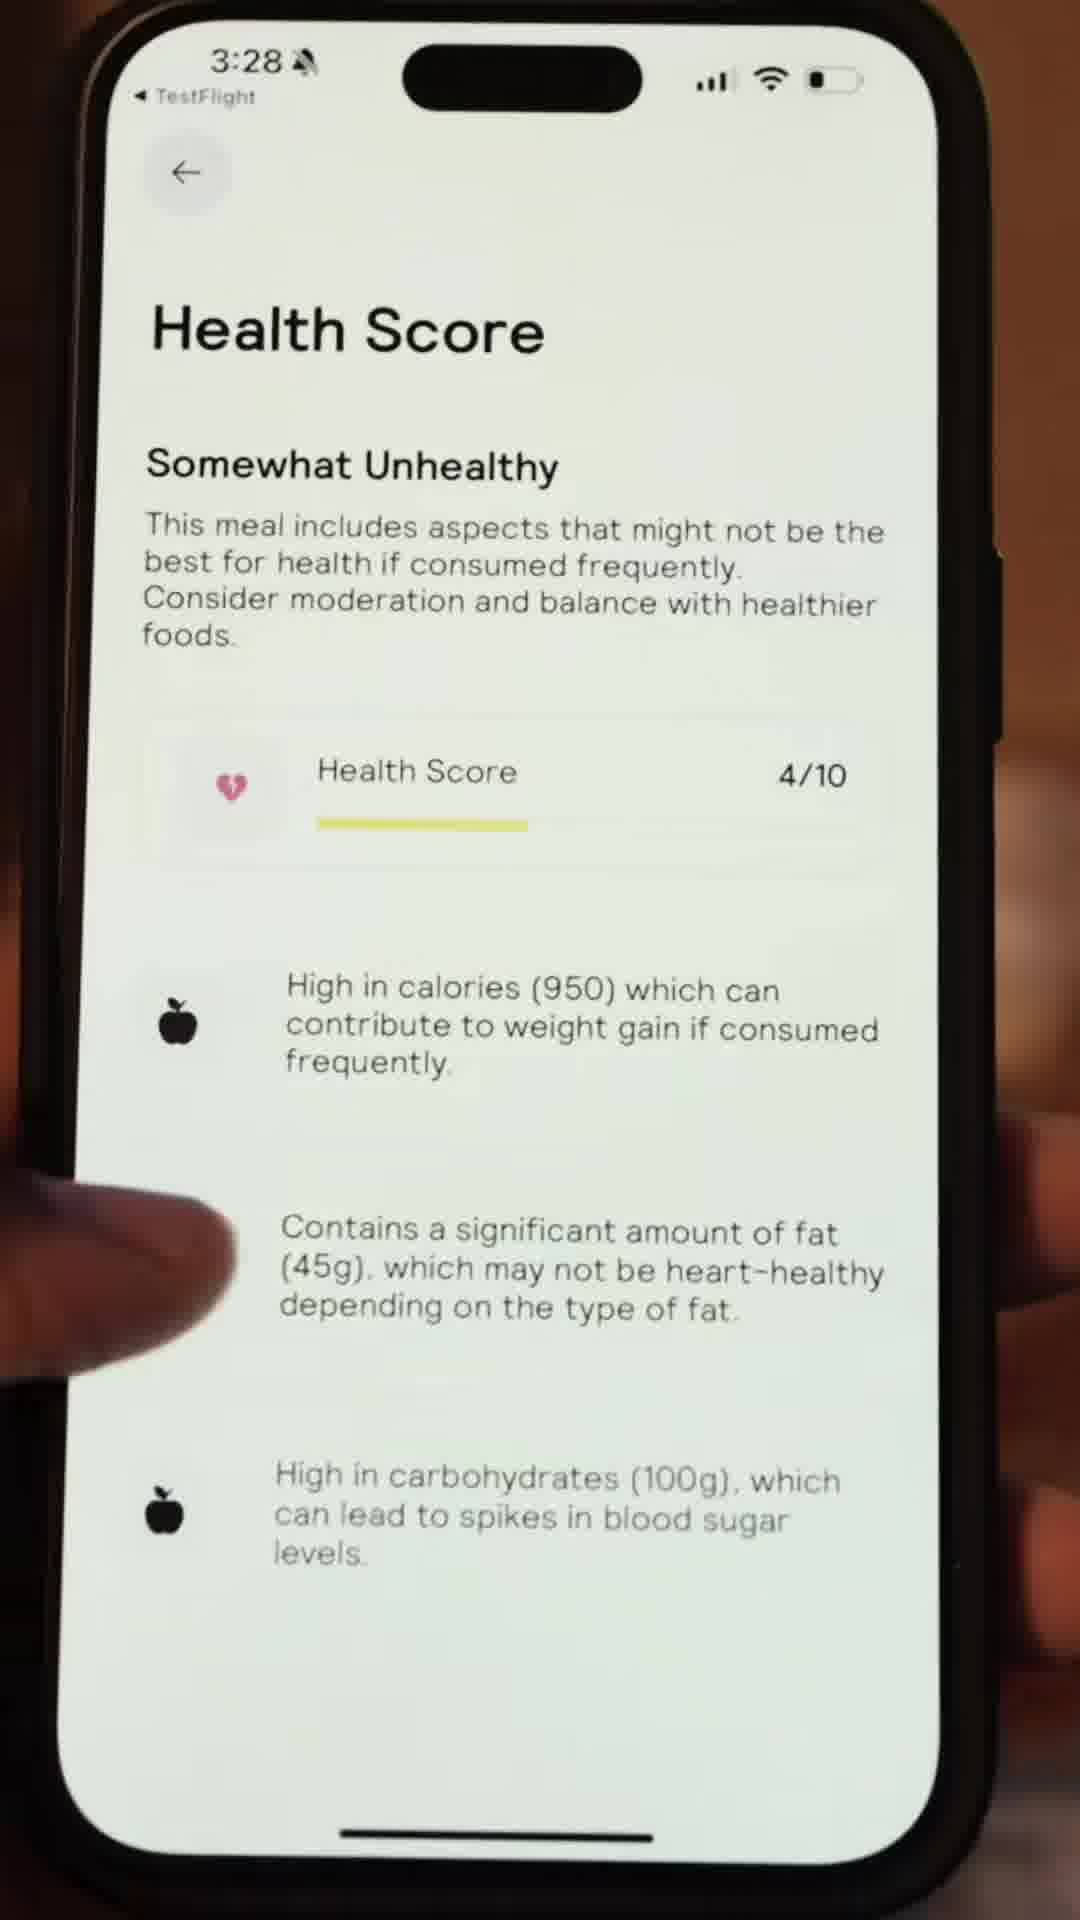 3:28
TestFlight
Health Score
Somewhat Unhealthy
This meal includes aspects that might not be the
best for health if consumed frequently.
Consider moderation and balance with healthier
foods.
Health Score
4/10
High in calories (950) which can
contribute to weight gain if consumed
frequently.
Contains a significant amount of fat
(45g), which may not be heart-healthy
depending on the type of fat.
High in carbohydrates (100g), which
can lead to spikes in blood sugar
levels.